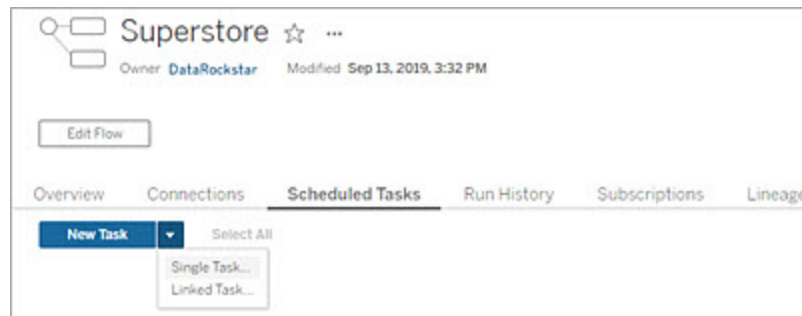 Superstore ☆ ...
Owner DataRockstar Modified Sep 13, 2019, 3:32 PM
Edit Flow
Overview Connections Scheduled Tasks Run History Subscriptions Lineage
New Task Select All
Single Task...
Linked Task...